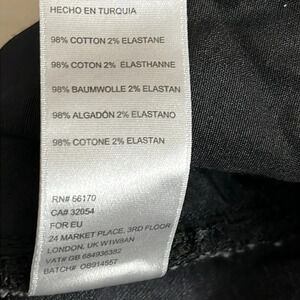 HECHO EN TURQUIA
98% COTTON 2% ELASTANE
98% COTON 2% ELASTHANNE
98% BAUMWOLLE 2% ELASTAN
98% ALGODÃO 2% ELASTANO
98% COTONE 2% ELASTAN
RN# 56170
CA# 32054
FOR EU
24 MARKET PLACE, 3RD FLOOR
LONDON, UK W1W8AN
VAT# GB 684936382
BATCH# OB914557